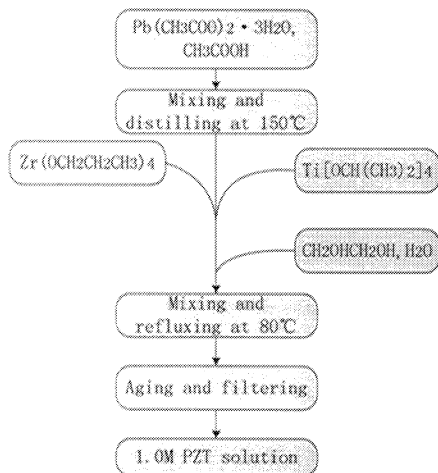 Pb(CH3COO)2・3H2O,
CH3COOH
Mixing and
distilling at 150℃
Zr(OCH2CH2CH3)4
Ti[OCH(CH3)2]4
CH2OHCH2OH,H2O
Mixing and
refluxing at 80℃
Aging and filtering
1.0M PZT solution